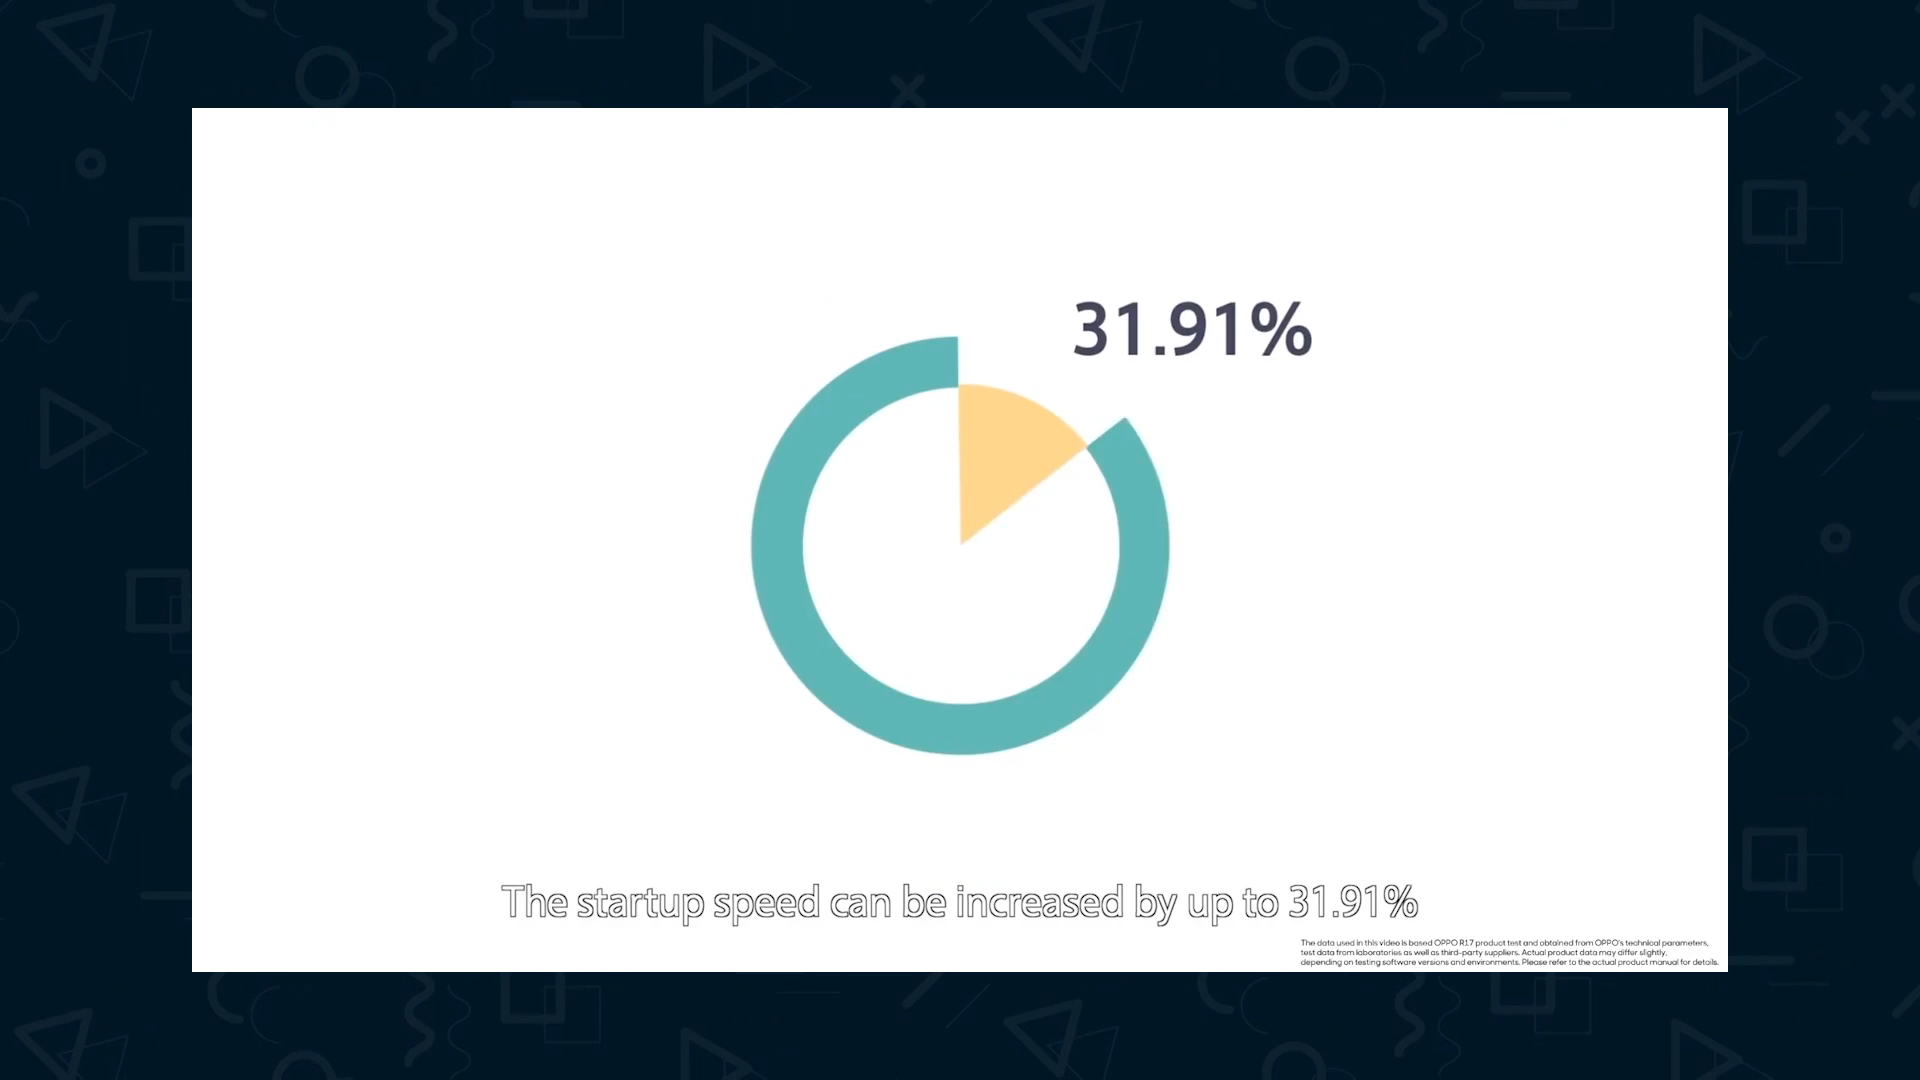 31.91%
The startup speed can be increased by up to 31.91%
The data used in this video is based OPPO R17 product test and obtained from OPPO's technical parameters,
test data from laboratories as well as third-party suppliers. Actual product data may differ slightly,
depending on testing software versions and environments. Please refer to the actual product manual for details.